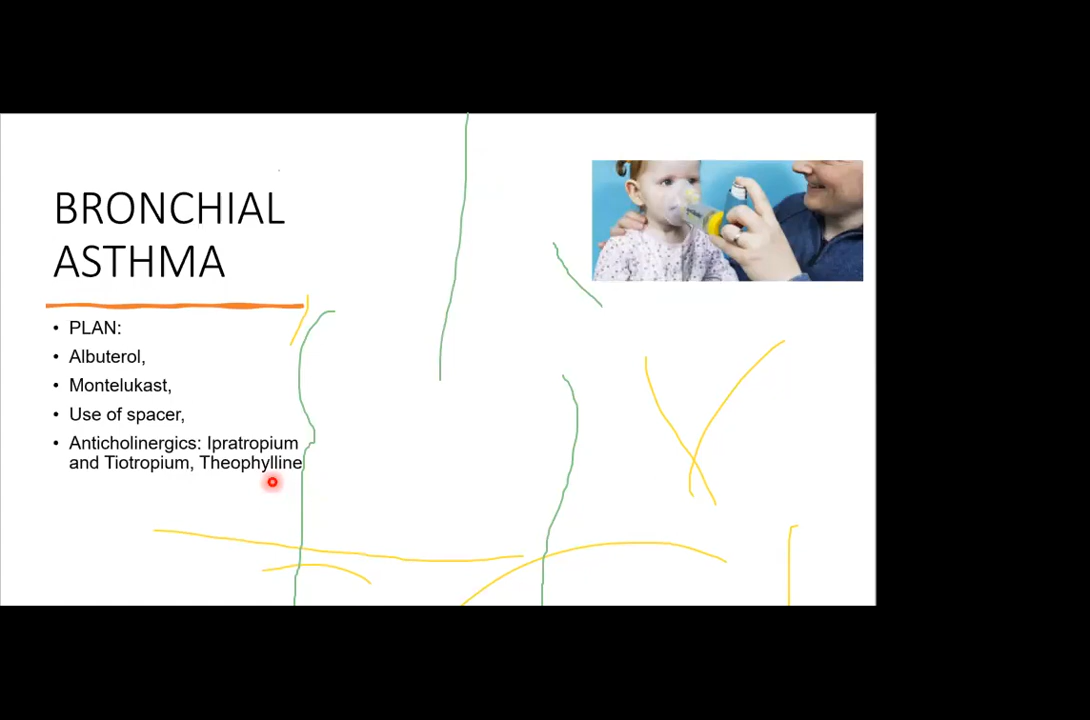 BRONCHIAL
ASTHMA
• PLAN:
• Albuterol,
• Montelukast,
• Use of spacer,
• Anticholinergics: Ipratropium
and Tiotropium, Theophylline